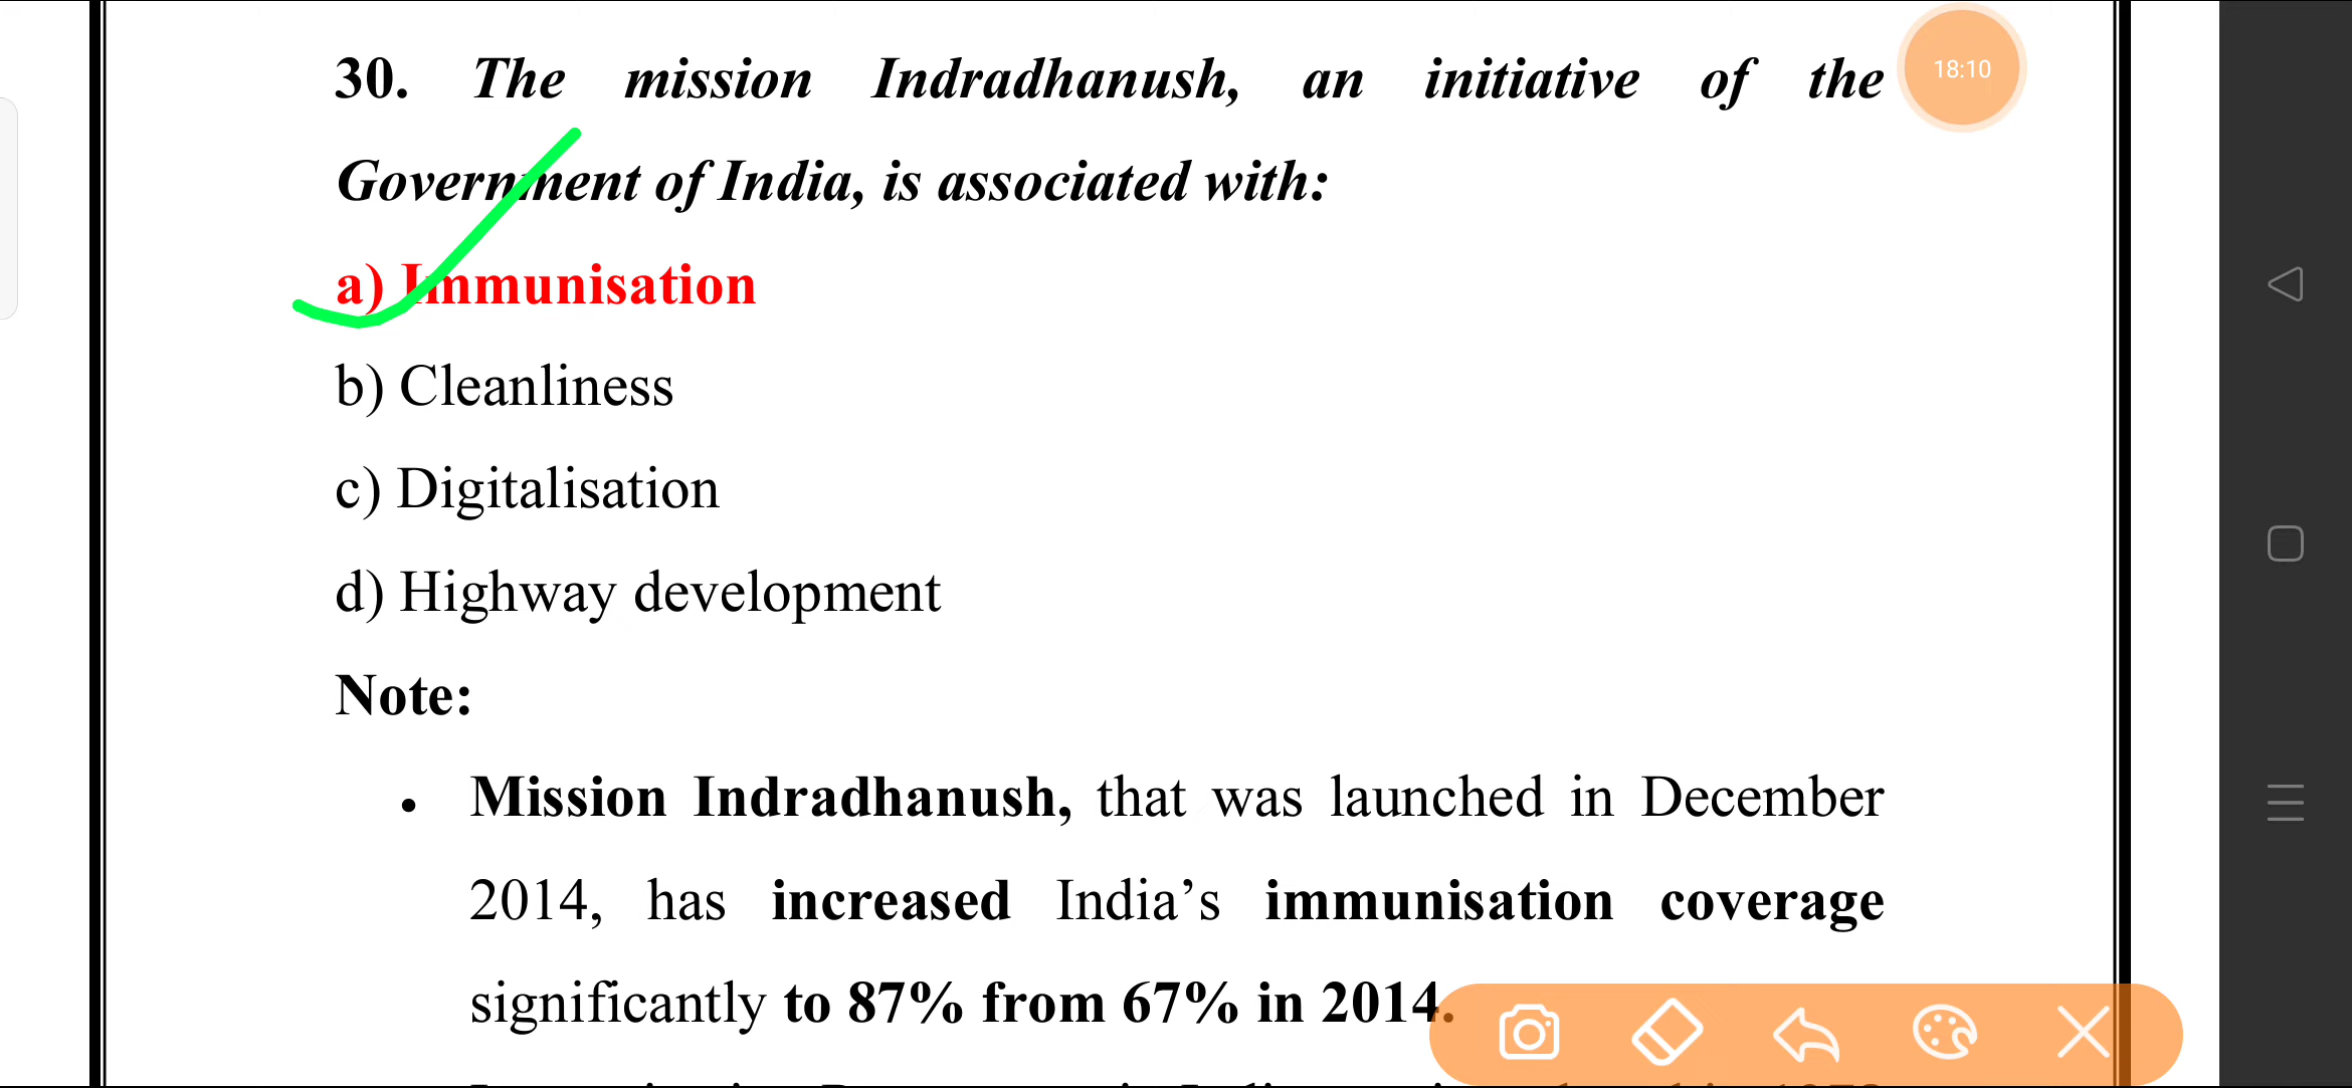 30. The mission Indradhanush, an initiative of the
18:10
Government of India, is associated with:
a) Immunisation
b) Cleanliness
c) Digitalisation
d) Highway development
Note:
• Mission Indradhanush, that was launched in December
2014, has increased India’s immunisation coverage
significantly to 87% from 67% in 2014.